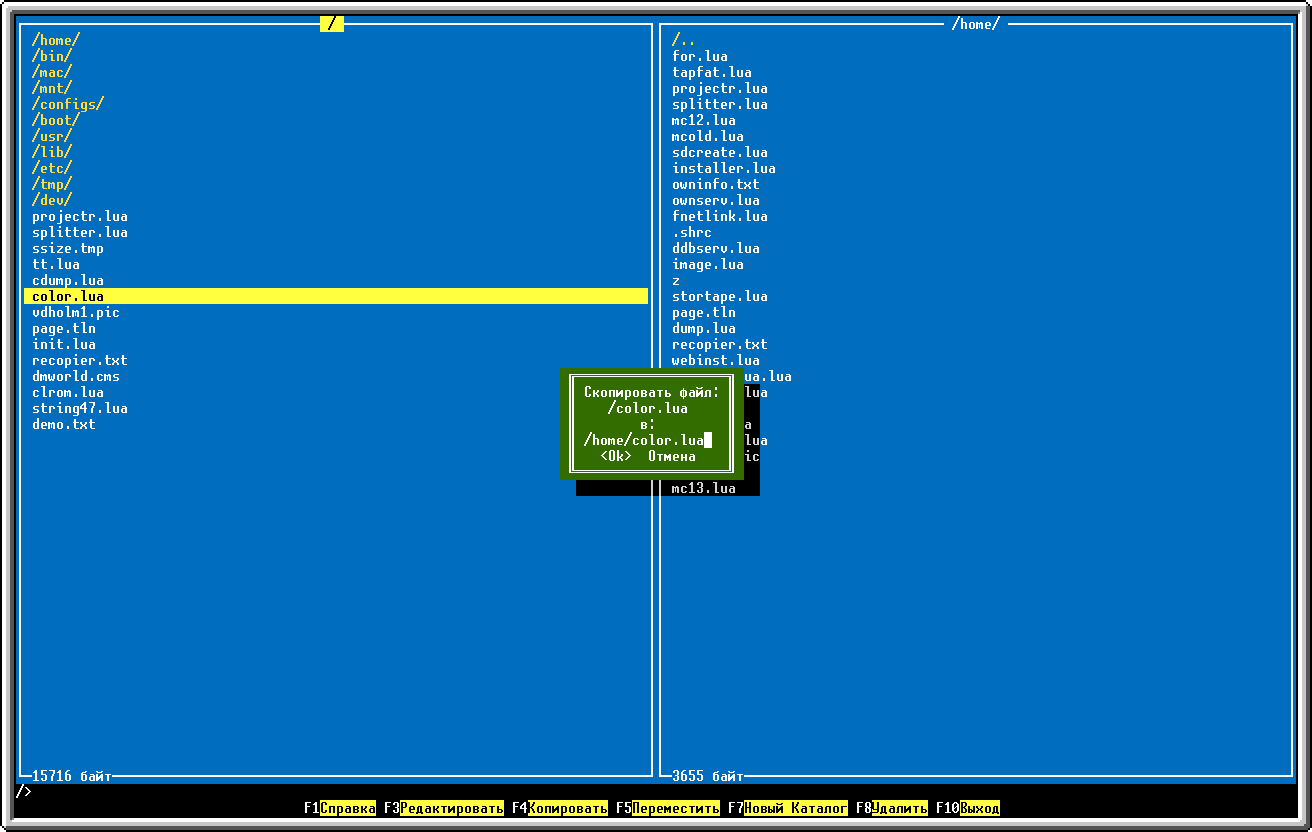 /
/home/
/bin/
/mac/
/mnt/
/configs/
/boot/
/usr/
/lib/
/etc/
/tmp/
/dev/
projectr.lua
splitter.lua
ssize.tmp
tt.lua
cdump.lua
color.lua
vdholm1.pic
page.tln
init.lua
recopier.txt
dmworld.cms
clrom.lua
string47.lua
demo.txt
15716 байт
/home/
/..
for.lua
tapfat.lua
projectr.lua
splitter.lua
mc12.lua
mcold.lua
sdcreate.lua
installer.lua
owninfo.txt
ownserv.lua
fnetlink.lua
.shrc
ddbserv.lua
image.lua
z
stortape.lua
page.tln
dump.lua
recopier.txt
webinst.lua
ua.lua
lua
a
lua
ic
mc13.lua
3655 байт
Скопировать файл:
/color.lua
в:
/home/color.lua
<Ok> Отмена
/>
F1Справка F3Редактировать F4Копировать F5Переместить F7Новый Каталог F8Удалить F10Выход